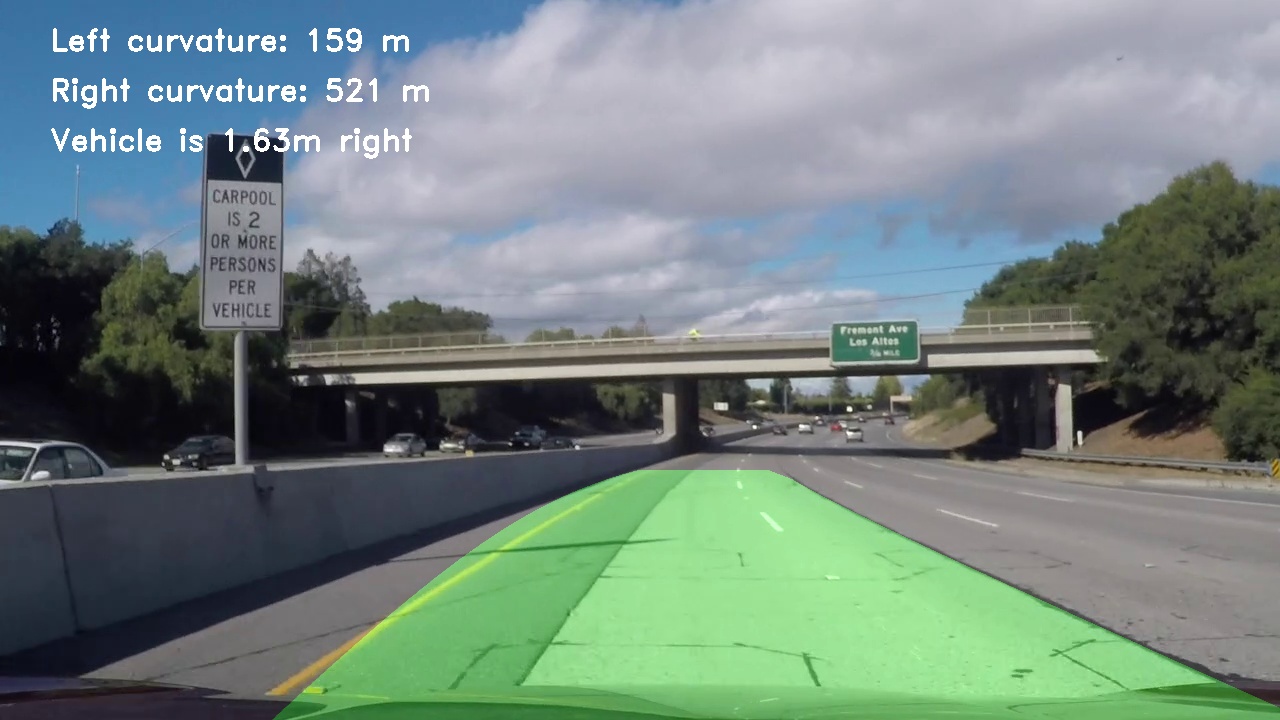 Left curvature: 159 m
Right curvature: 521 m
Vehicle is 1.63m right
CARPOOL
IS 2
OR MORE
PERSONS
PER
VEHICLE
Fremont Ave
Los Altos
MILE